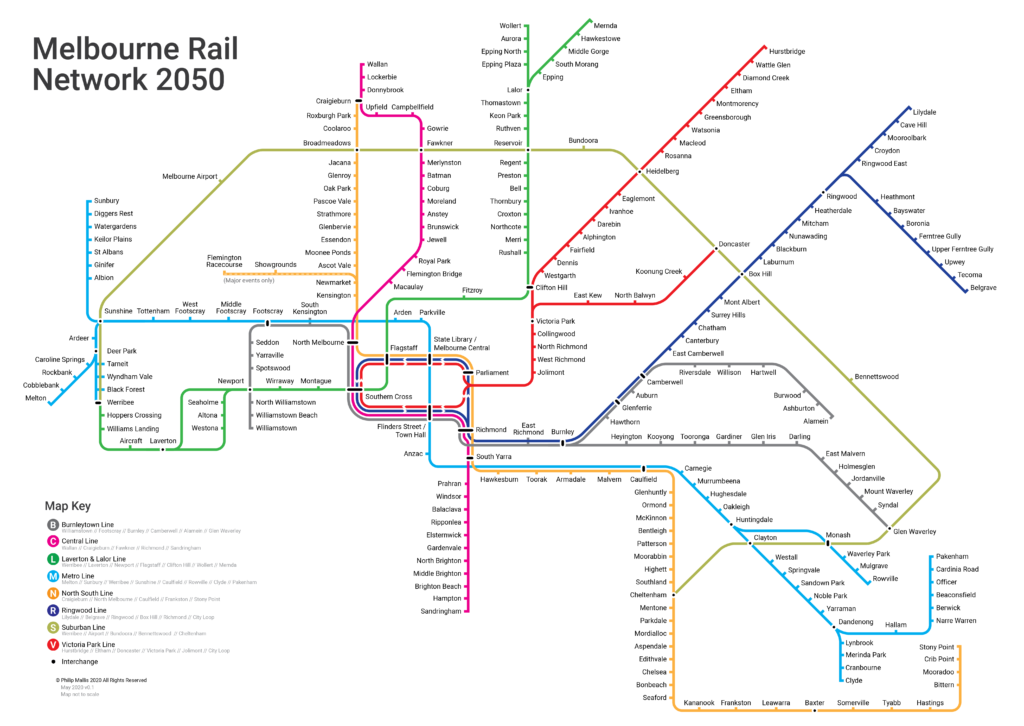 Melbourne Rail
Network 2050
Wallan
Lockerbie
Donnybrook
Craigieburn
Upfield
Campbellfield
Roxburgh Park
Coolaroo
Gowrie
Broadmeadows
Fawkner
Jacana
Glenroy
Oak Park
Pascoe Vale
Strathmore
Glenbervie
Essendon
Moonee Ponds
Ascot Vale
Newmarket
Kensington
Merlynston
Batman
Coburg
Moreland
Anstey
Brunswick
Jewell
Royal Park
Flemington Bridge
Macaulay
Wollert
Aurora
Epping North
Epping Plaza
Mernda
Hawkestowe
Middle Gorge
South Morang
Epping
Lalor
Thomastown
Keon Park
Ruthven
Reservoir
Bundoora
Regent
Preston
Bell
Thornbury
Croxton
Northcote
Merri
Rushall
Clifton Hill
Fitzroy
Hurstbridge
Wattle Glen
Diamond Creek
Eltham
Montmorency
Greensborough
Watsonia
Macleod
Rosanna
Heidelberg
Eaglemont
Ivanhoe
Darebin
Alphington
Fairfield
Dennis
Westgarth
Lilydale
Cave Hill
Mooroolbark
Croydon
Ringwood East
Ringwood
Heatherdale
Mitcham
Nunawading
Blackburn
Laburnum
Box Hill
Heathmont
Bayswater
Boronia
Ferntree Gully
Upper Ferntree Gully
Upwey
Tecoma
Belgrave
Doncaster
Koonung Creek
East Kew
North Balwyn
Victoria Park
Collingwood
North Richmond
West Richmond
Jolimont
Mont Albert
Surrey Hills
Chatham
Canterbury
East Camberwell
Camberwell
Auburn
Glenferrie
Hawthorn
Riversdale
Willison
Hartwell
Burwood
Ashburton
Alamein
Bennettswood
Melbourne Airport
Sunbury
Diggers Rest
Watergardens
Keilor Plains
St Albans
Ginifer
Albion
Flemington
Racecourse
Showgrounds
(Major events only)
Sunshine
Tottenham
West
Footscray
Middle
Footscray
Footscray
South
Kensington
Arden
Parkville
Ardeer
Deer Park
Caroline Springs
Rockbank
Cobblebank
Melton
Tarneit
Wyndham Vale
Black Forest
Werribee
Hoppers Crossing
Williams Landing
Aircraft
Laverton
Seaholme
Altona
Westona
Newport
Seddon
Yarraville
Spotswood
Wirraway
Montague
North Williamstown
Williamstown Beach
Williamstown
North Melbourne
Flagstaff
State Library /
Melbourne Central
Parliament
Southern Cross
Flinders Street /
Town Hall
Anzac
Richmond
East
Richmond
Burnley
South Yarra
Heyington
Kooyong
Tooronga
Gardiner
Glen Iris
Darling
East Malvern
Holmesglen
Jordanville
Mount Waverley
Syndal
Glen Waverley
Hawksburn
Toorak
Armadale
Malvern
Caulfield
Carnegie
Murrumbeena
Hughesdale
Oakleigh
Huntingdale
Clayton
Monash
Waverley Park
Mulgrave
Rowville
Westall
Springvale
Sandown Park
Noble Park
Yarraman
Dandenong
Hallam
Pakenham
Cardinia Road
Officer
Beaconsfield
Berwick
Narre Warren
Lynbrook
Merinda Park
Cranbourne
Clyde
Prahran
Windsor
Balaclava
Ripponlea
Elsternwick
Gardenvale
North Brighton
Middle Brighton
Brighton Beach
Hampton
Sandringham
Glenhuntly
Ormond
McKinnon
Bentleigh
Patterson
Moorabbin
Highett
Southland
Cheltenham
Mentone
Parkdale
Mordialloc
Aspendale
Edithvale
Chelsea
Bonbeach
Seaford
Kananook
Frankston
Leawarra
Baxter
Somerville
Tyabb
Hastings
Stony Point
Crib Point
Mooradoo
Bittern
Map Key
B Burnleytown Line
Williamstown // Footscray // Burnley // Camberwell // Alamein // Glen Waverley
C Central Line
Wallan // Craigieburn // Fawkner // Richmond // Sandringham
L Laverton & Lalor Line
Werribee // Laverton // Newport // Flagstaff // Clifton Hill // Wollert // Mernda
M Metro Line
Melton // Sunbury // Werribee // Sunshine // Caulfield // Rowville // Clyde // Pakenham
N North South Line
Craigieburn // North Melbourne // Caulfield // Frankston // Stony Point
R Ringwood Line
Lilydale // Belgrave // Ringwood // Box Hill // Richmond // City Loop
S Suburban Line
Werribee // Airport // Bundoora // Bennettswood // Cheltenham
V Victoria Park Line
Hurstbridge // Eltham // Doncaster // Victoria Park // Jolimont // City Loop
Interchange
© Philip Mallis 2020 All Rights Reserved
May 2020 v0.1
Map not to scale